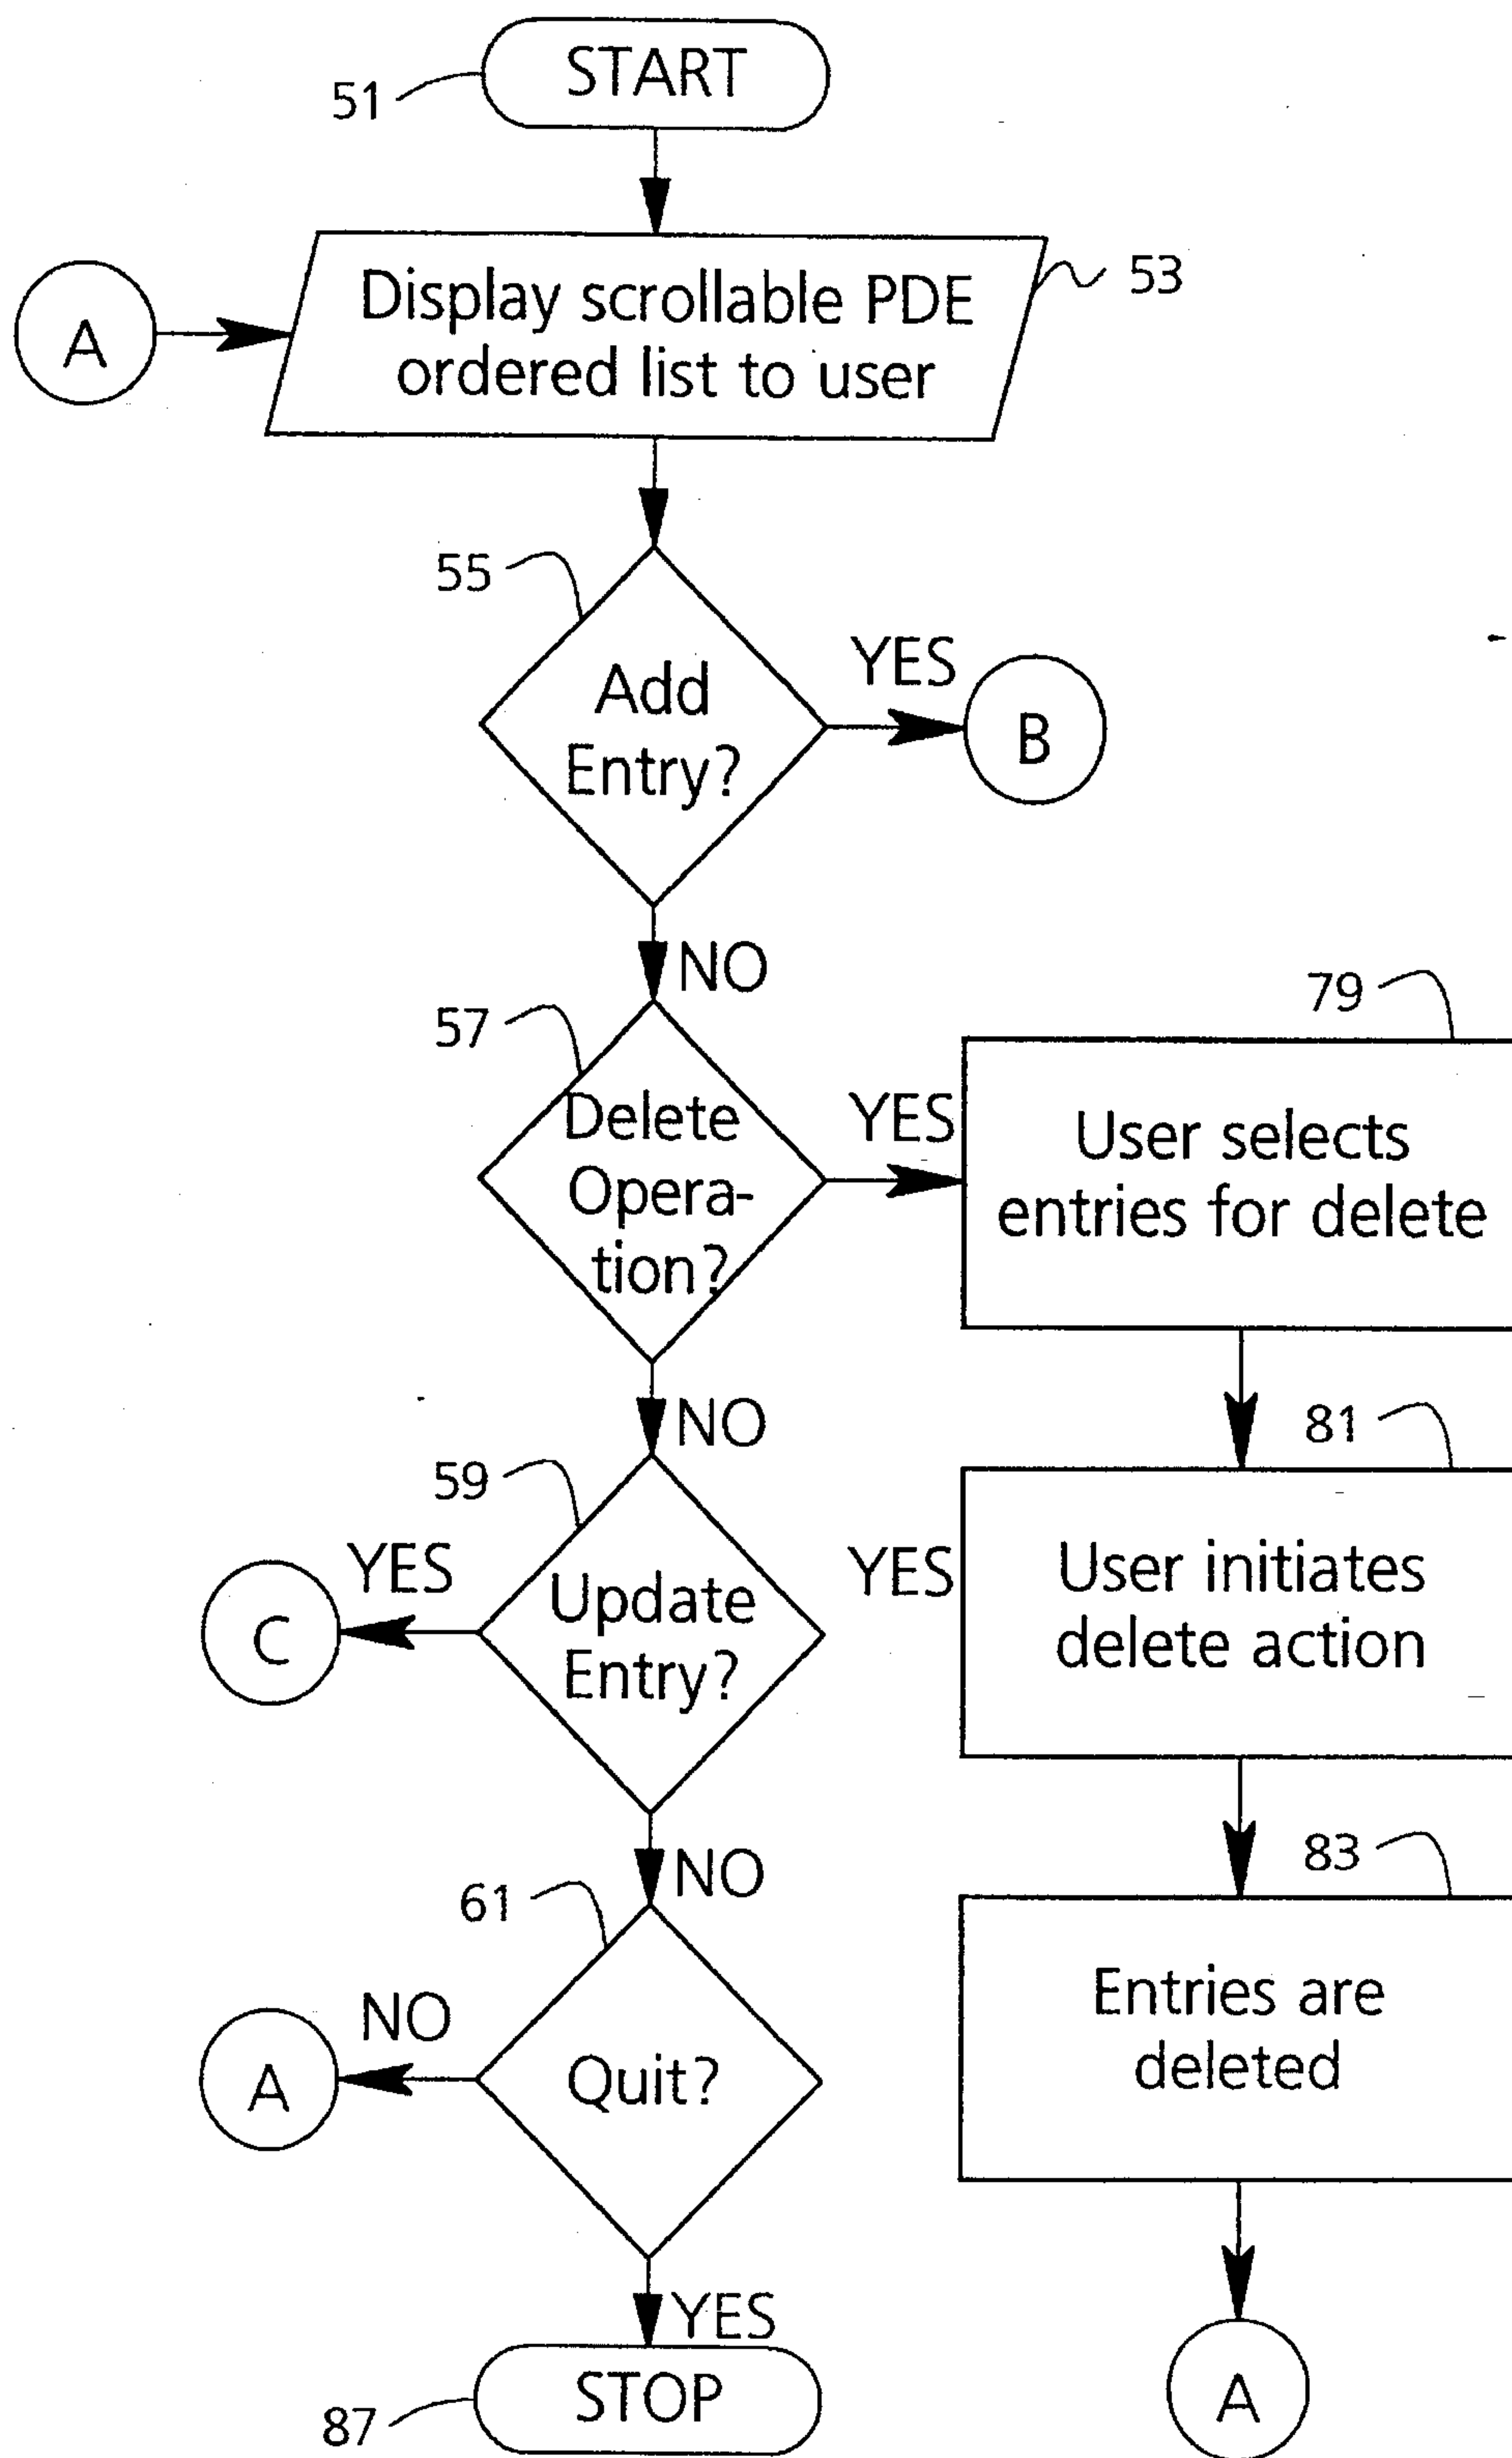 START
51
Display scrollable PDE
ordered list to user
53
A
55
Add
Entry?
YES
B
NO
57
Delete
Opera-
tion?
YES
79
User selects
entries for delete
NO
59
Update
Entry?
YES
C
YES
81
User initiates
delete action
NO
61
Quit?
NO
A
83
Entries are
deleted
YES
STOP
87
A